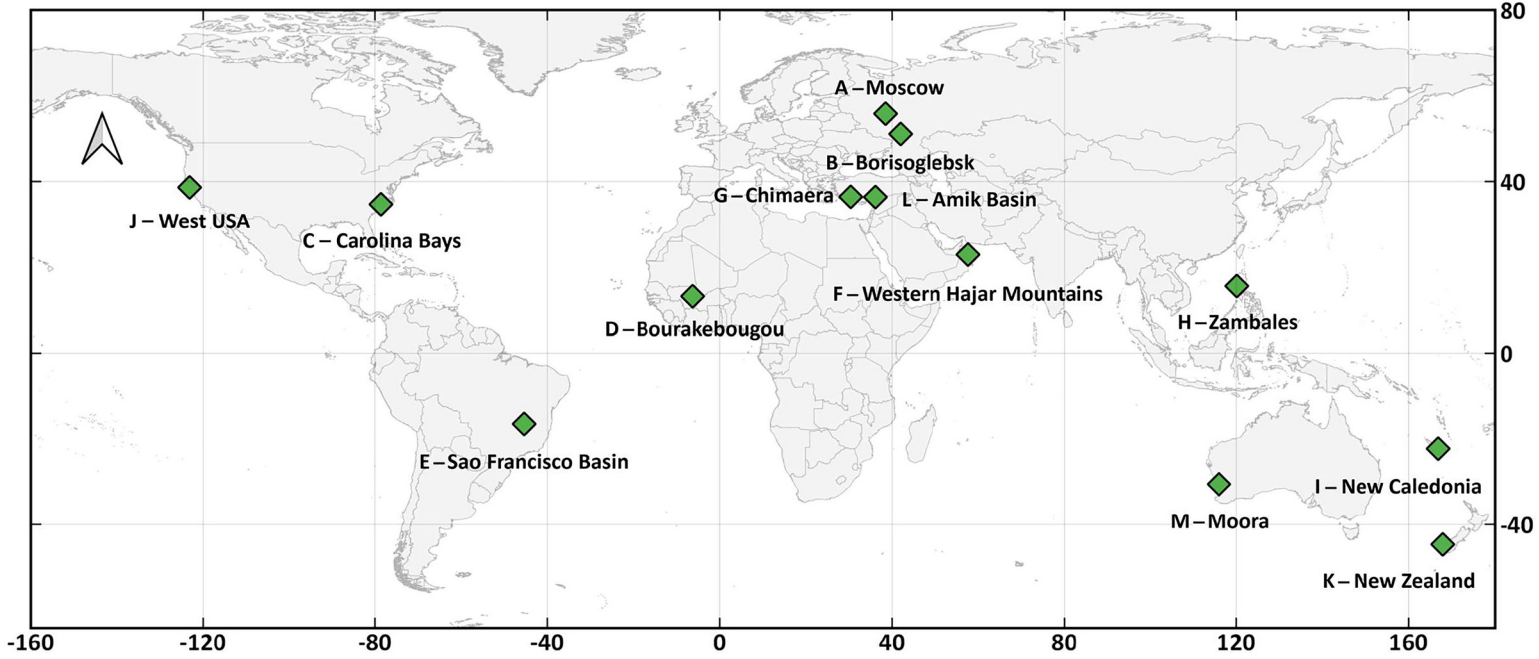 80
A – Moscow
B – Borisoglebsk
40
G – Chimaera
L – Amik Basin
J – West USA
C – Carolina Bays
F – Western Hajar Mountains
H – Zambales
D – Bourakebougou
0
E – Sao Francisco Basin
I – New Caledonia
M – Moora
-40
K – New Zealand
-160 -120 -80 -40 0 40 80 120 160